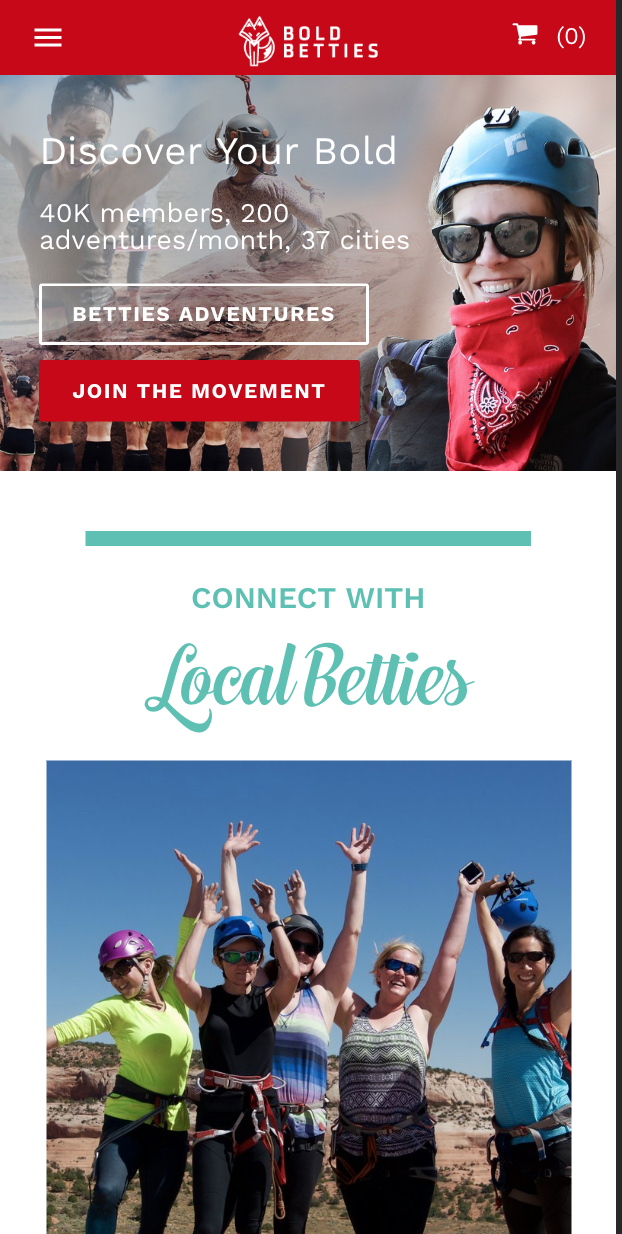 BOLD
BETTIES
(0)
Discover Your Bold
40K members, 200
adventures/month, 37 cities
BETTIES ADVENTURES
JOIN THE MOVEMENT
CONNECT WITH
Local Betties